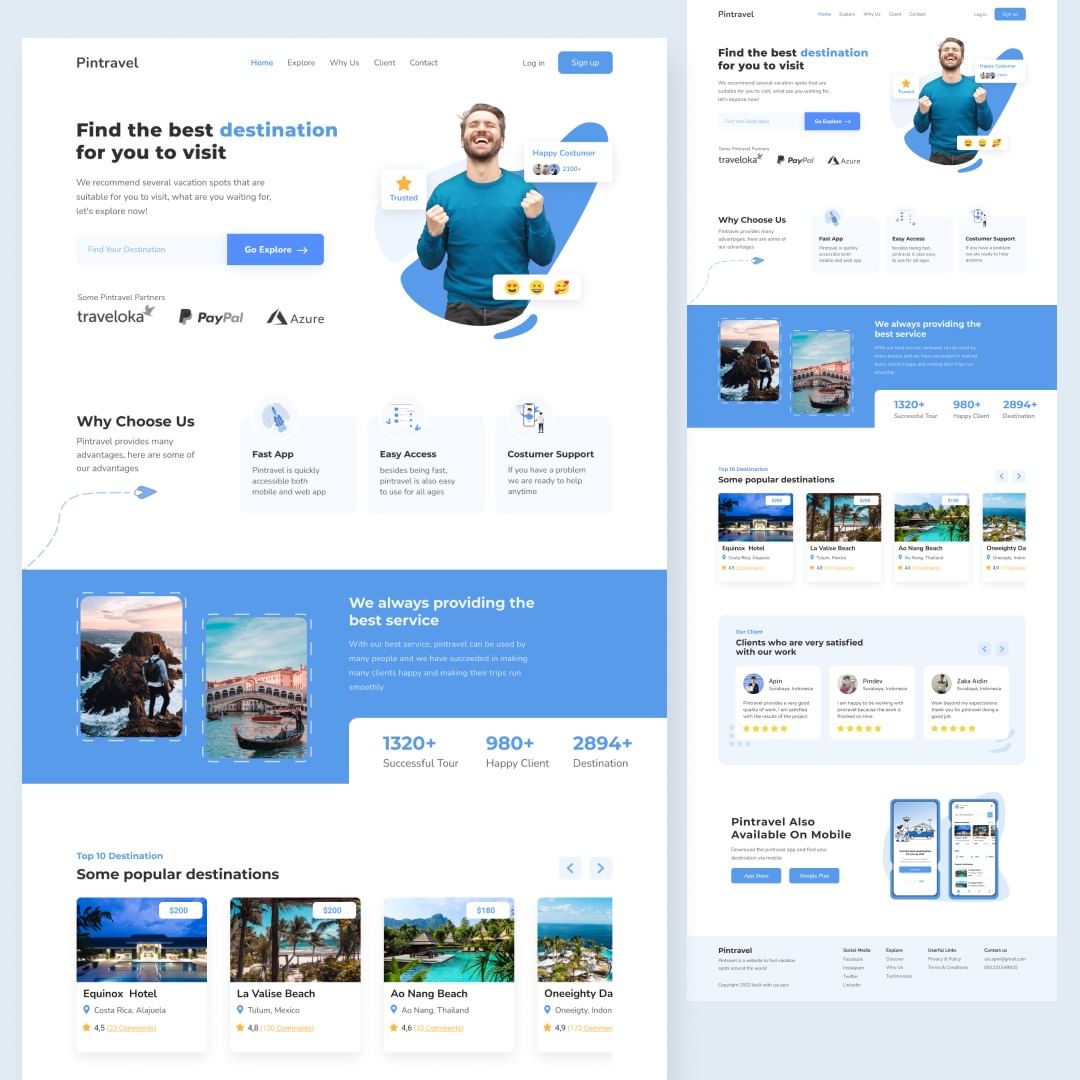 Pintravel
Home Explore Why Us Client Contact
Log in Sign up
Find the best destination
for you to visit
We recommend several vacation spots that are
suitable for you to visit, what are you waiting for,
let's explore now!
Find Your Destination Go Explore
Trusted
Happy Costumer
2100+
Some Pintravel Partners
traveloka PayPal Azure
Why Choose Us
Pintravel provides many
advantages, here are some of
our advantages
Fast App
Pintravel is quickly
accessible both
mobile and web app
Easy Access
besides being fast,
pintravel is also easy
to use for all ages
Costumer Support
If you have a problem
we are ready to help
anytime
We always providing the
best service
With our best service, pintravel can be used by
many people and we have succeeded in making
many clients happy and making their trips run
smoothly
1320+ 980+ 2894+
Successful Tour Happy Client Destination
Top 10 Destination
Some popular destinations
$200
Equinox Hotel
Costa Rica, Alajuela
4,5 (23 Comments)
$200
La Valise Beach
Tulum, Mexico
4,8 (120 Comments)
$180
Ao Nang Beach
Ao Nang, Thailand
4,6 (32 Comments)
Oneeighty Da
Oneeigty, Indon
4,9 (172 Commen
Pintravel
Home Explore Why Us Client Contact
Log in Sign up
Find the best destination
for you to visit
We recommend several vacation spots that are
suitable for you to visit, what are you waiting for,
let's explore now!
Find Your Destination Go Explore
Trusted
Happy Costumer
2100+
Some Pintravel Partners
traveloka PayPal Azure
Why Choose Us
Pintravel provides many
advantages, here are some of
our advantages
Fast App
Pintravel is quickly
accessible both
mobile and web app
Easy Access
besides being fast,
pintravel is also easy
to use for all ages
Costumer Support
If you have a problem
we are ready to help
anytime
We always providing the
best service
With our best service, pintravel can be used by
many people and we have succeeded in making
many clients happy and making their trips run
smoothly
1320+ 980+ 2894+
Successful Tour Happy Client Destination
Top 10 Destination
Some popular destinations
$200
Equinox Hotel
Costa Rica, Alajuela
4,5 (23 Comments)
$200
La Valise Beach
Tulum, Mexico
4,8 (120 Comments)
$180
Ao Nang Beach
Ao Nang, Thailand
4,6 (32 Comments)
Oneeighty Da
Oneeigty, Indon
4,9 (172 Commen
Our Client
Clients who are very satisfied
with our work
Apin
Surabaya, Indonesia
Pintravel provides a very good
quality of work, I am satisfied
with the results of the project
Pindev
Surabaya, Indonesia
I am happy to be working with
pintravel because the work is
finished on time
Zaka Aidin
Surabaya, Indonesia
Wow beyond my expectations
thank you for pintravel doing a
good job
Pintravel Also
Available On Mobile
Download the pintravel app and find your
destination via mobile
App Store Google Play
Pintravel
Pintravel is a website to find vacation
spots around the world
Copyright 2022 built with uix.apin
Social Media
Facebook
Instagram
Twitter
Linkedin
Explore
Discover
Why Us
Testimonials
Userful Links
Privacy & Policy
Terms & Conditions
Contact us
uix.apin@gmail.com